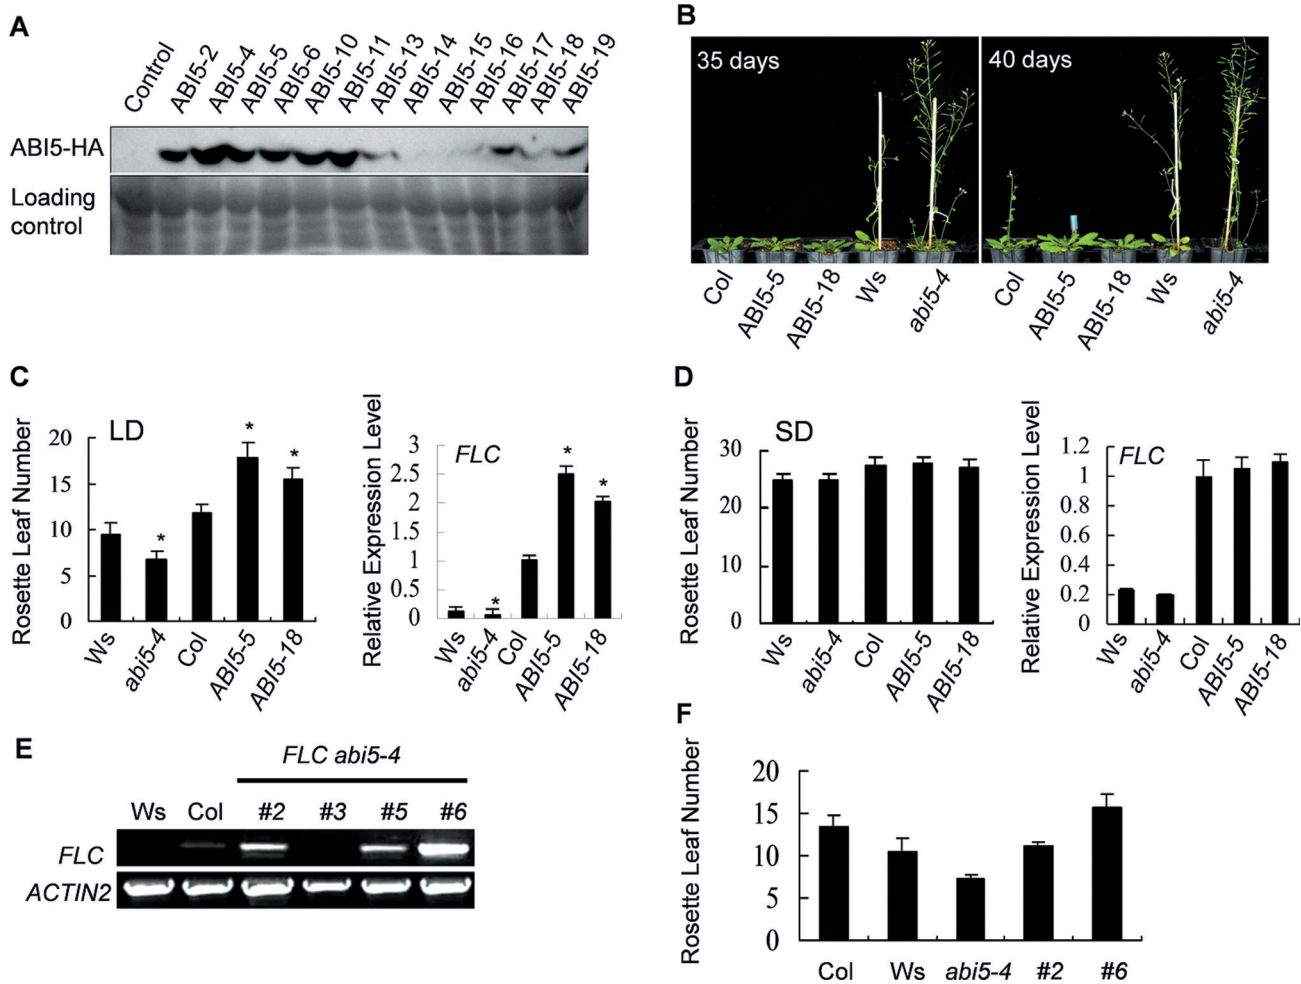 A
Control
ABI5-2
ABI5-4
ABI5-5
ABI5-6
ABI5-10
ABI5-11
ABI5-13
ABI5-14
ABI5-15
ABI5-16
ABI5-17
ABI5-18
ABI5-19
ABI5-HA
Loading
control
B
35 days
40 days
Col
ABI5-5
ABI5-18
Ws
abi5-4
Col
ABI5-5
ABI5-18
Ws
abi5-4
C
Rosette Leaf Number
LD
20
15
10
5
0
*
*
*
Ws
abi5-4
Col
ABI5-5
ABI5-18
Relative Expression Level
FLC
3
2.5
2
1.5
1
0.5
0
*
*
*
Ws
abi5-4
Col
ABI5-5
ABI5-18
D
Rosette Leaf Number
SD
30
20
10
0
Ws
abi5-4
Col
ABI5-5
ABI5-18
Relative Expression Level
FLC
1.2
1
0.8
0.6
0.4
0.2
0
Ws
abi5-4
Col
ABI5-5
ABI5-18
E
FLC abi5-4
Ws Col #2 #3 #5 #6
FLC
ACTIN2
F
Rosette Leaf Number
20
15
10
5
0
Col Ws abi5-4 #2 #6